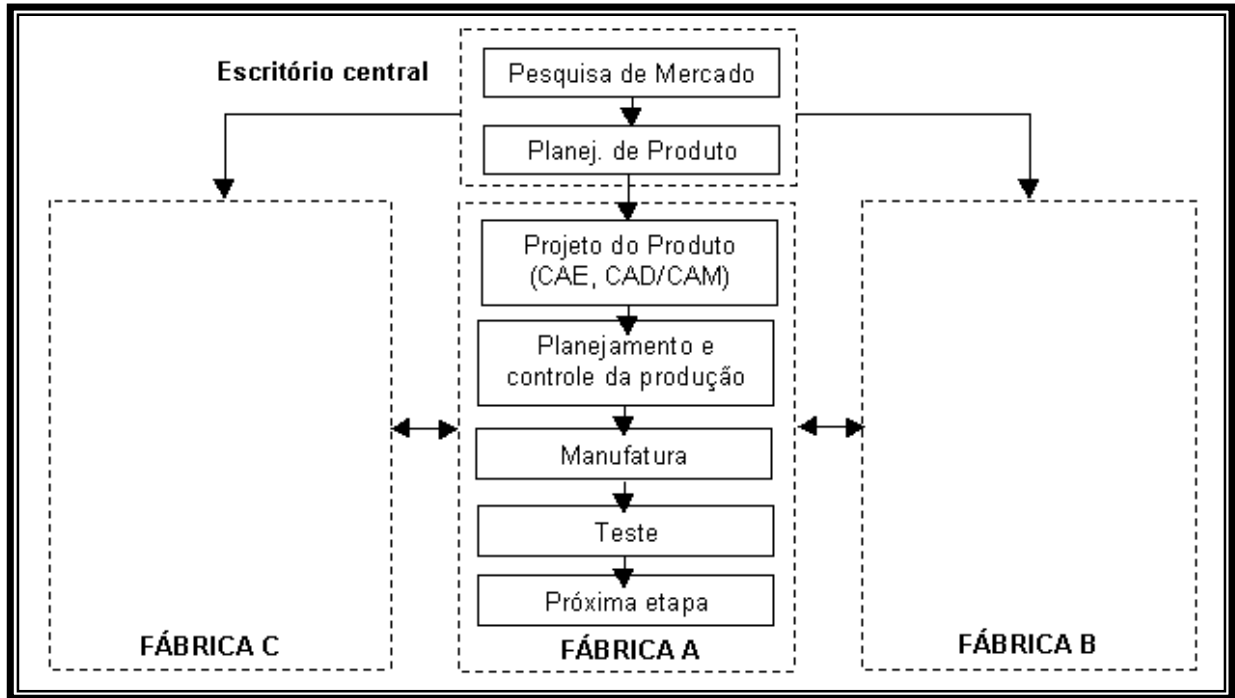 Escritório central
Pesquisa de Mercado
Planej. de Produto
Projeto do Produto
(CAE, CAD/CAM)
Planejamento e
controle da produção
Manufatura
Teste
Próxima etapa
FÁBRICA C
FÁBRICA A
FÁBRICA B